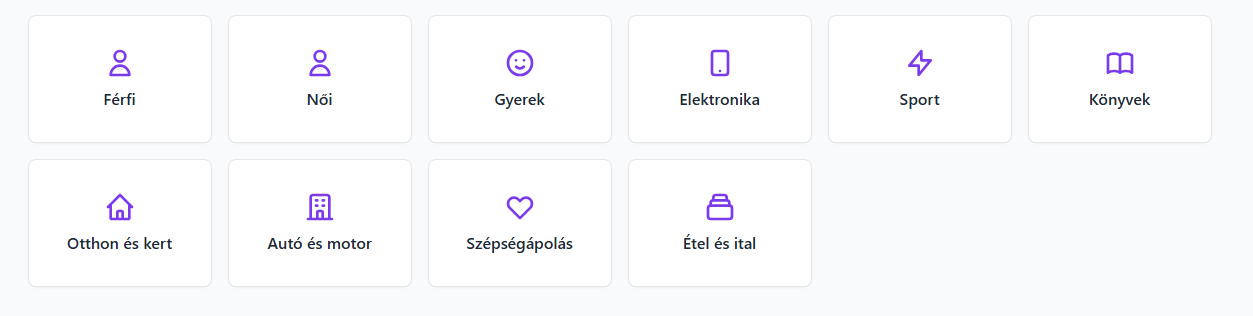 Férfi
Női
Gyerek
Elektronika
Sport
Könyvek
Otthon és kert
Autó és motor
Szépségápolás
Étel és ital